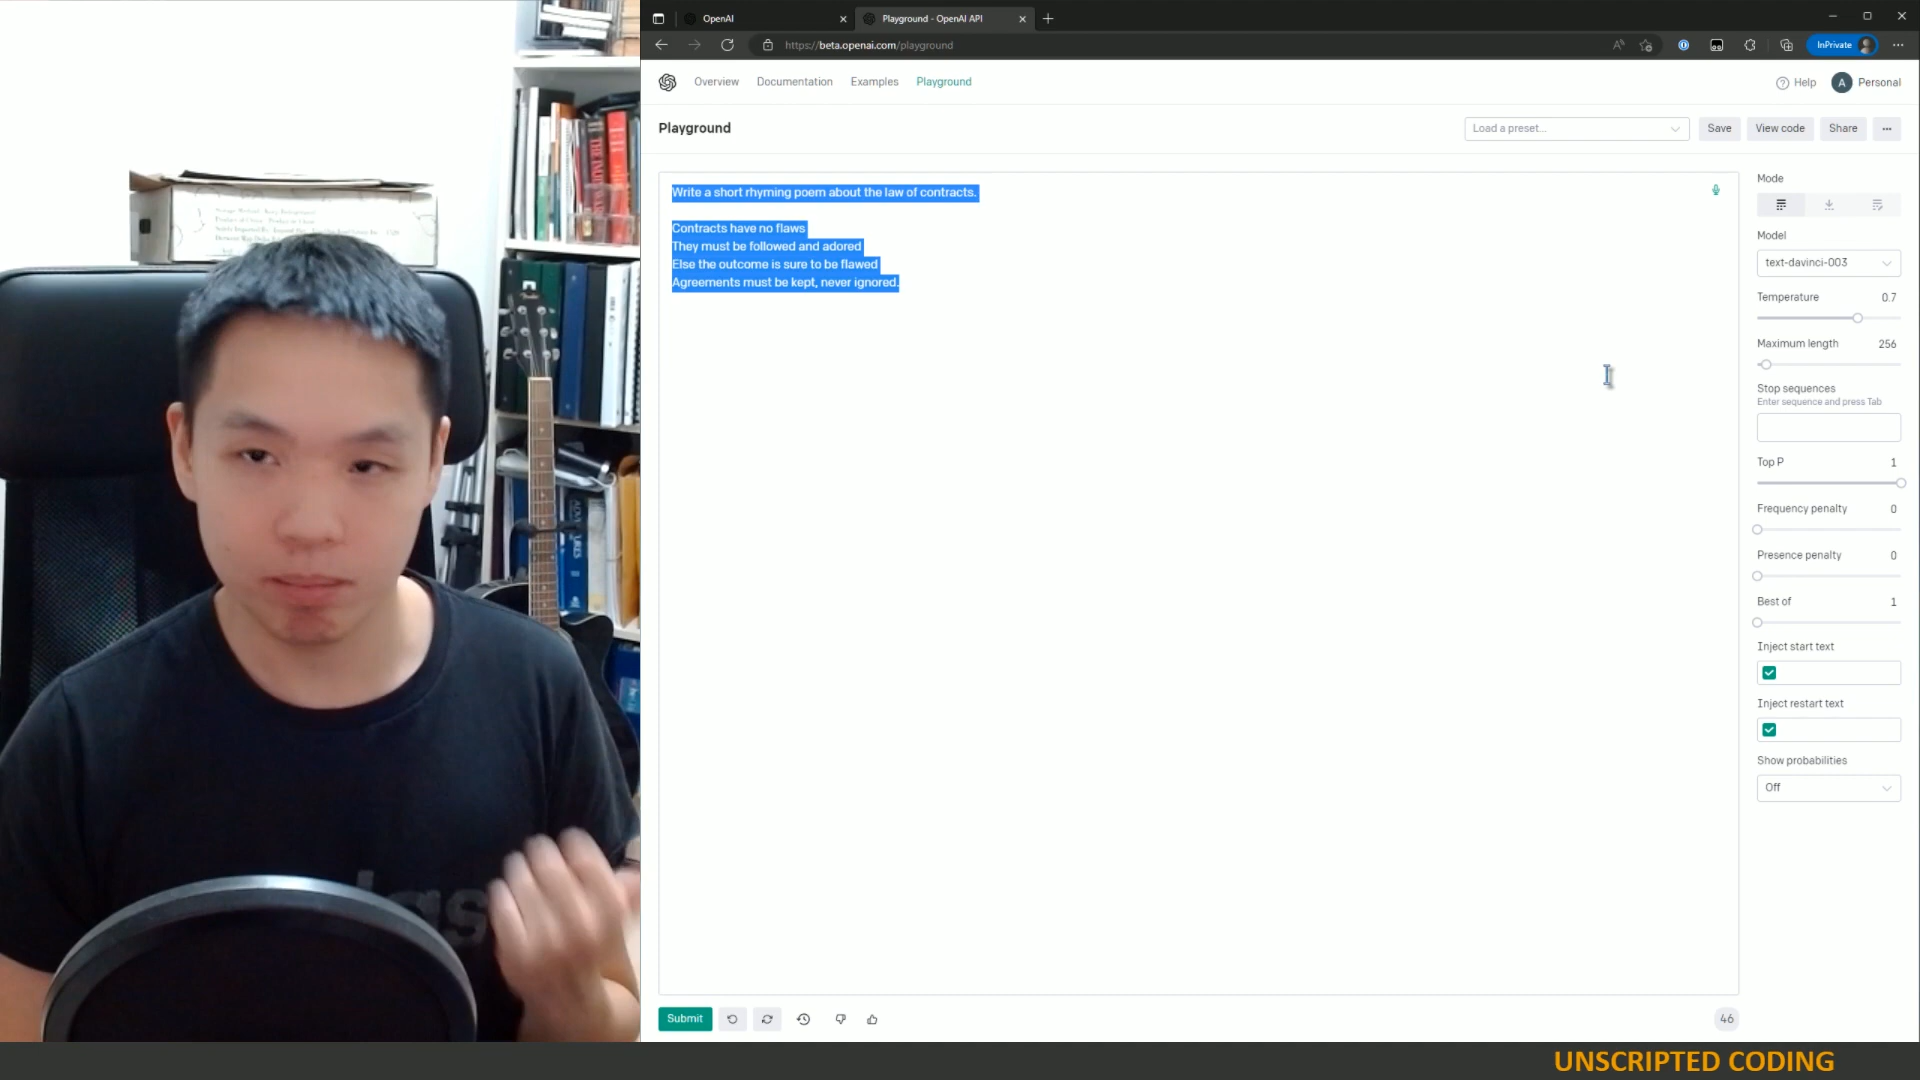 OpenAI
Playground - OpenAI API
https://beta.openai.com/playground
InPrivate
Overview
Documentation
Examples
Playground
Help
A
Personal
Playground
Load a preset...
Save
View code
Share
Write a short rhyming poem about the law of contracts.
Contracts have no flaws
They must be followed and adored
Else the outcome is sure to be flawed
Agreements must be kept, never ignored.
Mode
Model
text-davinci-003
Temperature 0.7
Maximum length 256
Stop sequences
Enter sequence and press Tab
Top P 1
Frequency penalty 0
Presence penalty 0
Best of 1
Inject start text
Inject restart text
Show probabilities
Off
Submit
46
UNSCRIPTED CODING